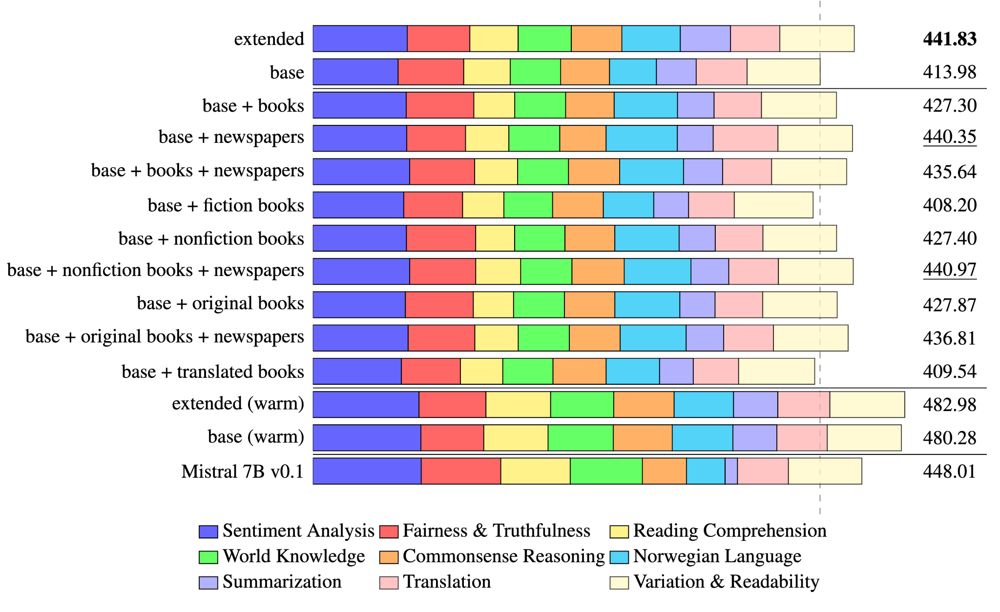 extended 441.83
base 413.98
base + books 427.30
base + newspapers 440.35
base + books + newspapers 435.64
base + fiction books 408.20
base + nonfiction books 427.40
base + nonfiction books + newspapers 440.97
base + original books 427.87
base + original books + newspapers 436.81
base + translated books 409.54
extended (warm) 482.98
base (warm) 480.28
Mistral 7B v0.1 448.01
Sentiment Analysis Fairness & Truthfulness Reading Comprehension
World Knowledge Commonsense Reasoning Norwegian Language
Summarization Translation Variation & Readability